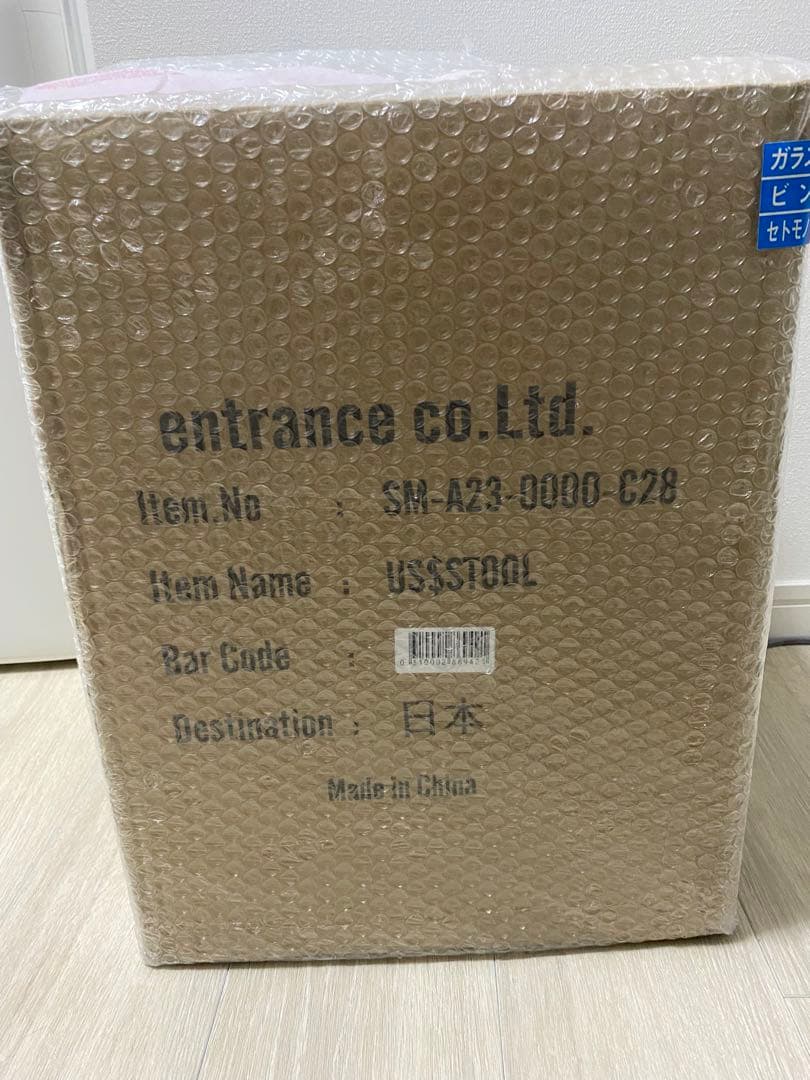 ガラス
ビン
セトモノ
entrance co.Ltd.
Item.No : SM-A23-0000-C28
Item Name : US$STOOL
Bar Code :
Destination : 日本
Made in China